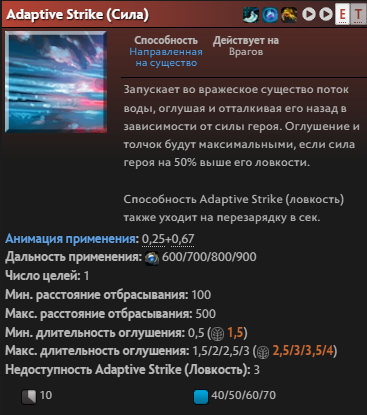 Adaptive Strike (Сила)
E T
Способность
Направленная
на существо
Действует на
Врагов
Запускает во вражеское существо поток
воды, оглушая и отталкивая его назад в
зависимости от силы героя. Оглушение и
толчок будут максимальными, если сила
героя на 50% выше его ловкости.
Способность Adaptive Strike (ловкость)
также уходит на перезарядку в сек.
Анимация применения: 0,25+0,67
Дальность применения: 600/700/800/900
Число целей: 1
Мин. расстояние отбрасывания: 100
Макс. расстояние отбрасывания: 500
Мин. длительность оглушения: 0,5 (1,5)
Макс. длительность оглушения: 1,5/2/2,5/3 (2,5/3/3,5/4)
Недоступность Adaptive Strike (Ловкость): 3
10
40/50/60/70